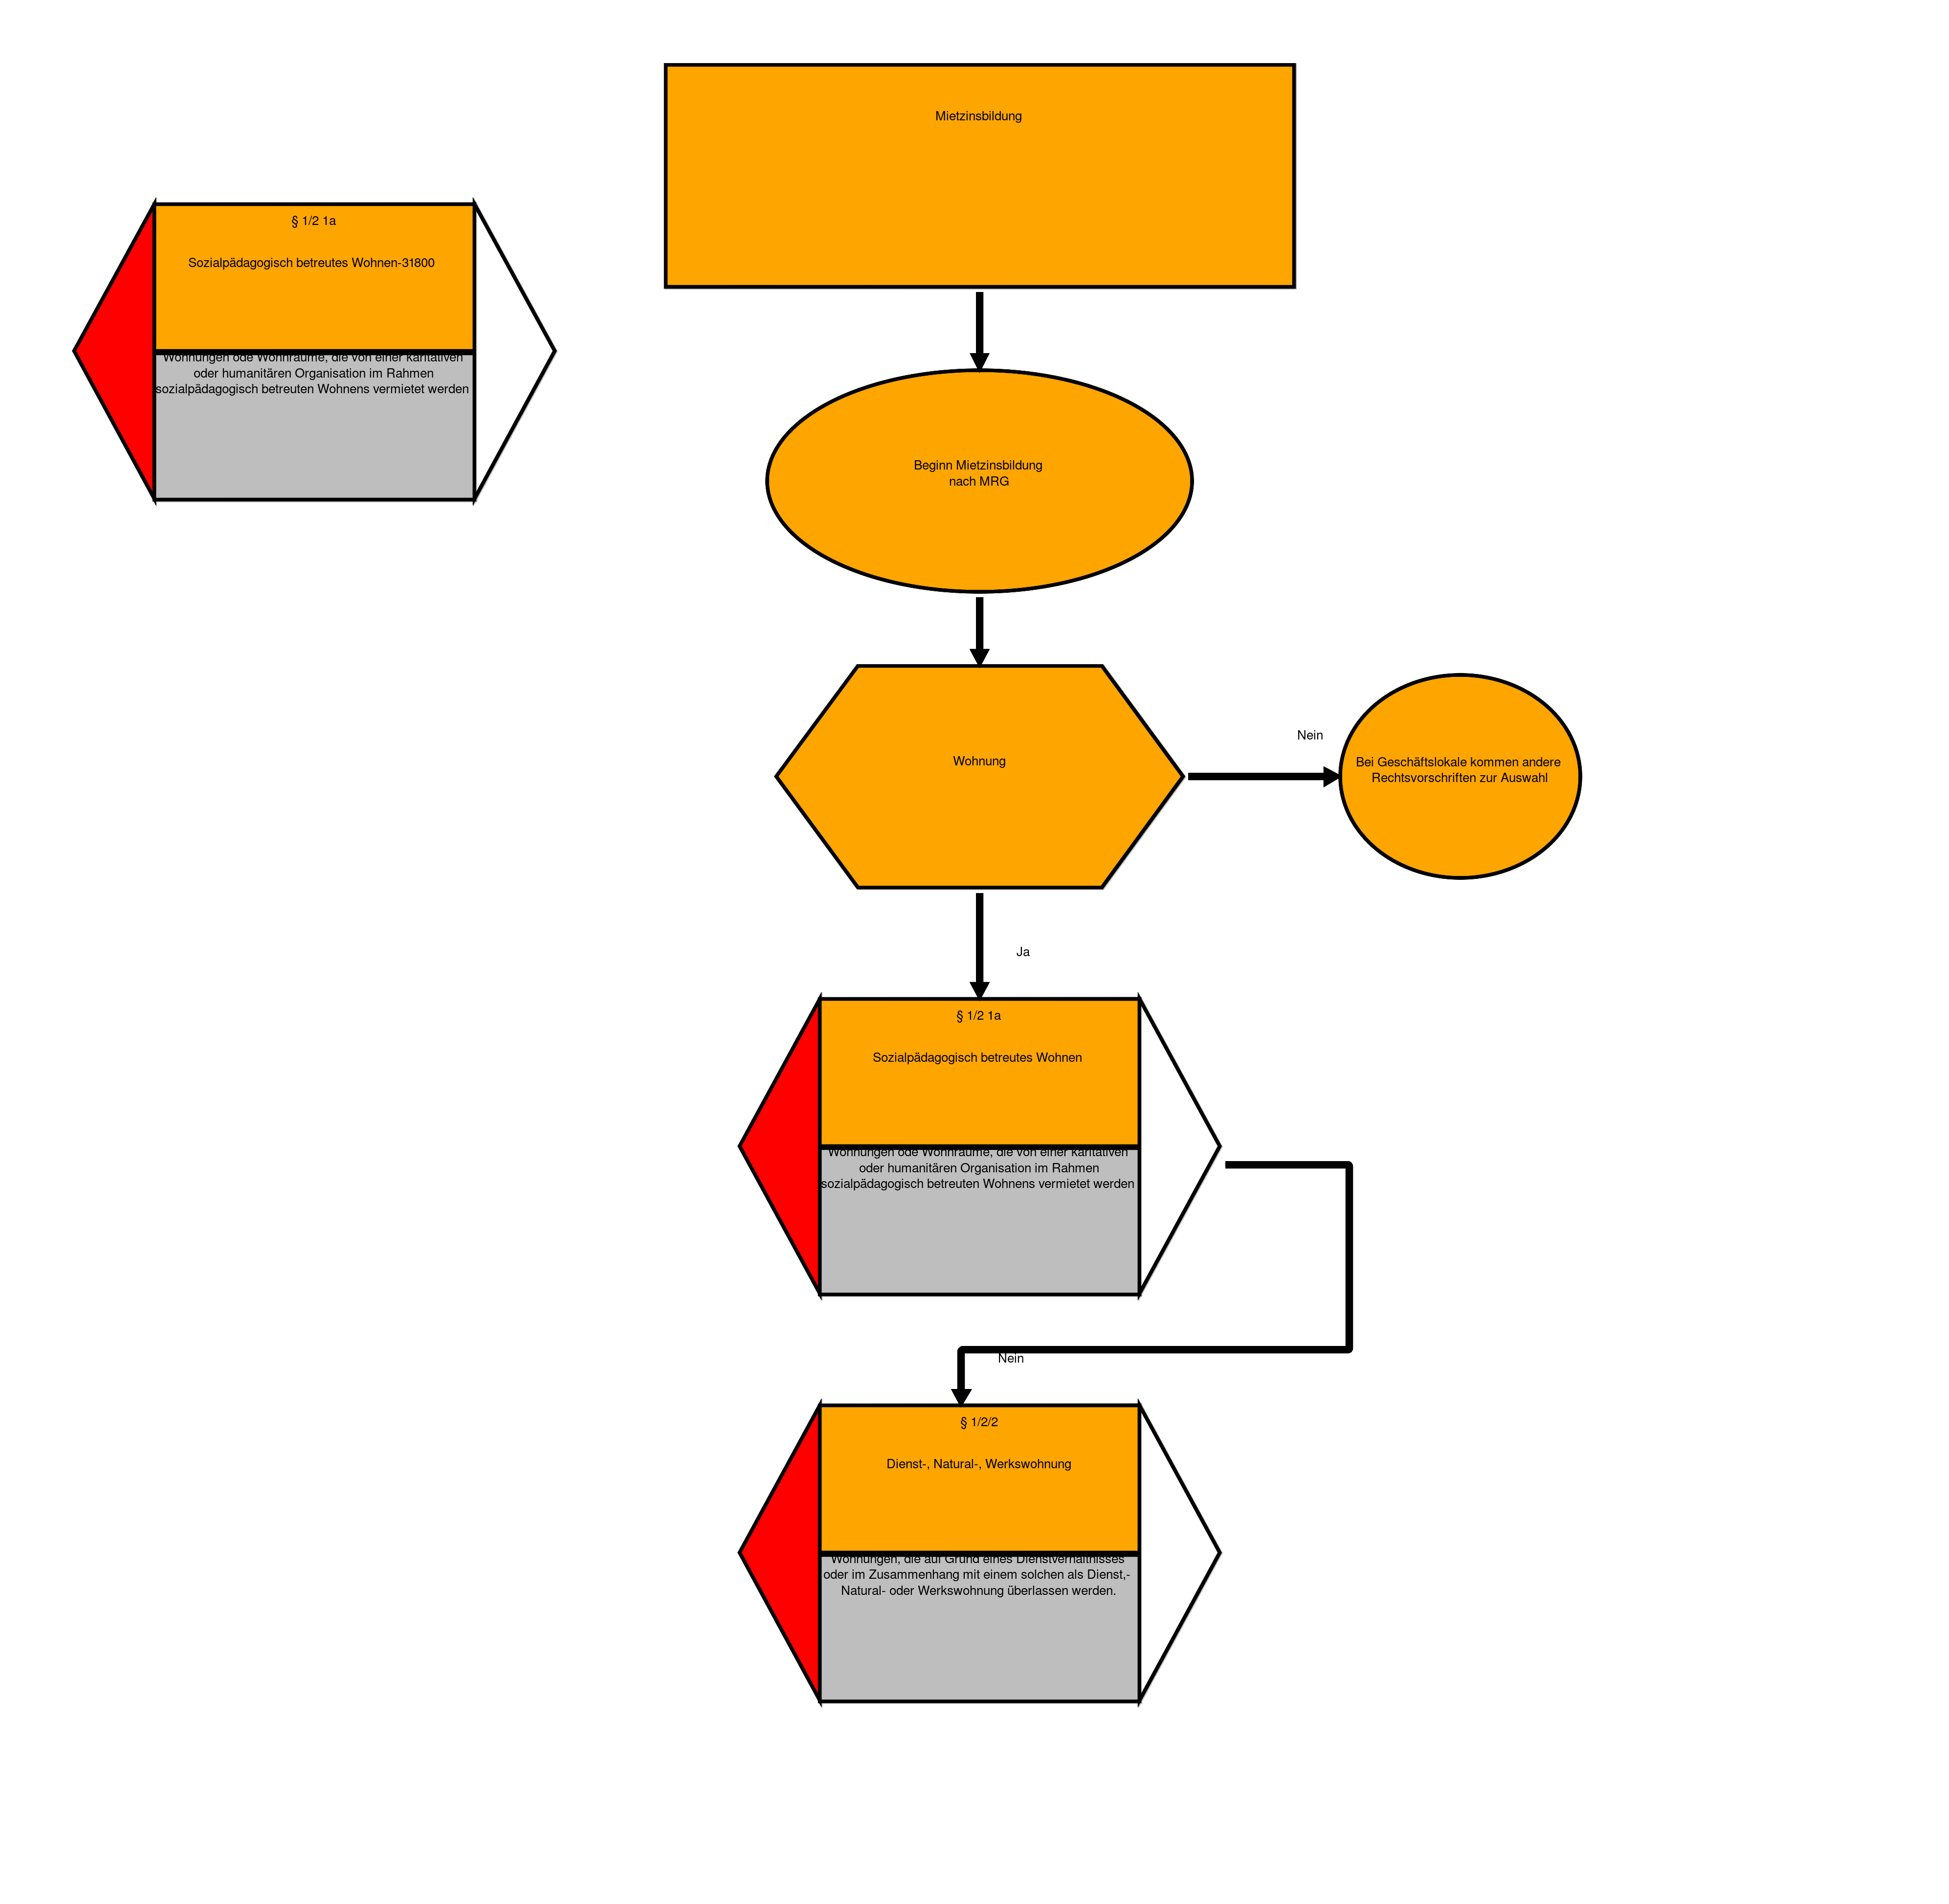 Mietzinsbildung
§ 1/2 1a
Sozialpädagogisch betreutes Wohnen-31800
Wohnungen ode Wohnräume, die von einer karitativen
oder humanitären Organisation im Rahmen
sozialpädagogisch betreuten Wohnens vermietet werden
Beginn Mietzinsbildung
nach MRG
Wohnung
Nein
Bei Geschäftslokale kommen andere
Rechtsvorschriften zur Auswahl
Ja
§ 1/2 1a
Sozialpädagogisch betreutes Wohnen
Wohnungen ode Wohnräume, die von einer karitativen
oder humanitären Organisation im Rahmen
sozialpädagogisch betreuten Wohnens vermietet werden
Nein
§ 1/2/2
Dienst-, Natural-, Werkswohnung
Wohnungen, die auf Grund eines Dienstverhältnisses
oder im Zusammenhang mit einem solchen als Dienst,-
Natural- oder Werkswohnung überlassen werden.